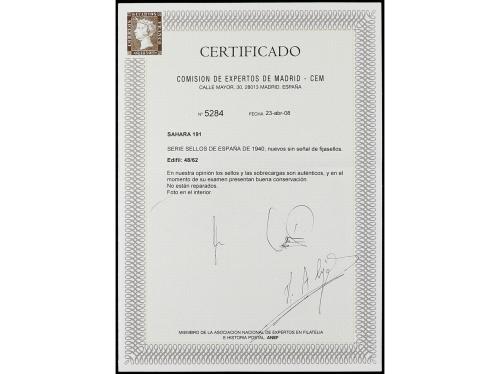 CERTIFICADO
COMISION DE EXPERTOS DE MADRID - CEM
CALLE MAYOR, 30, 28013 MADRID. ESPAÑA
Nº 5284 FECHA 23-abr-08
SAHARA 191
SERIE SELLOS DE ESPAÑA DE 1940, nuevos sin señal de fijasellos.
Edifil: 48/62
En nuestra opinión los sellos y las sobrecargas son auténticos, y en el
momento de su examen presentan buena conservación.
No están reparados.
Foto en el interior.
MIEMBRO DE LA ASOCIACION NACIONAL DE EXPERTOS EN FILATELIA
E HISTORIA POSTAL ANEF